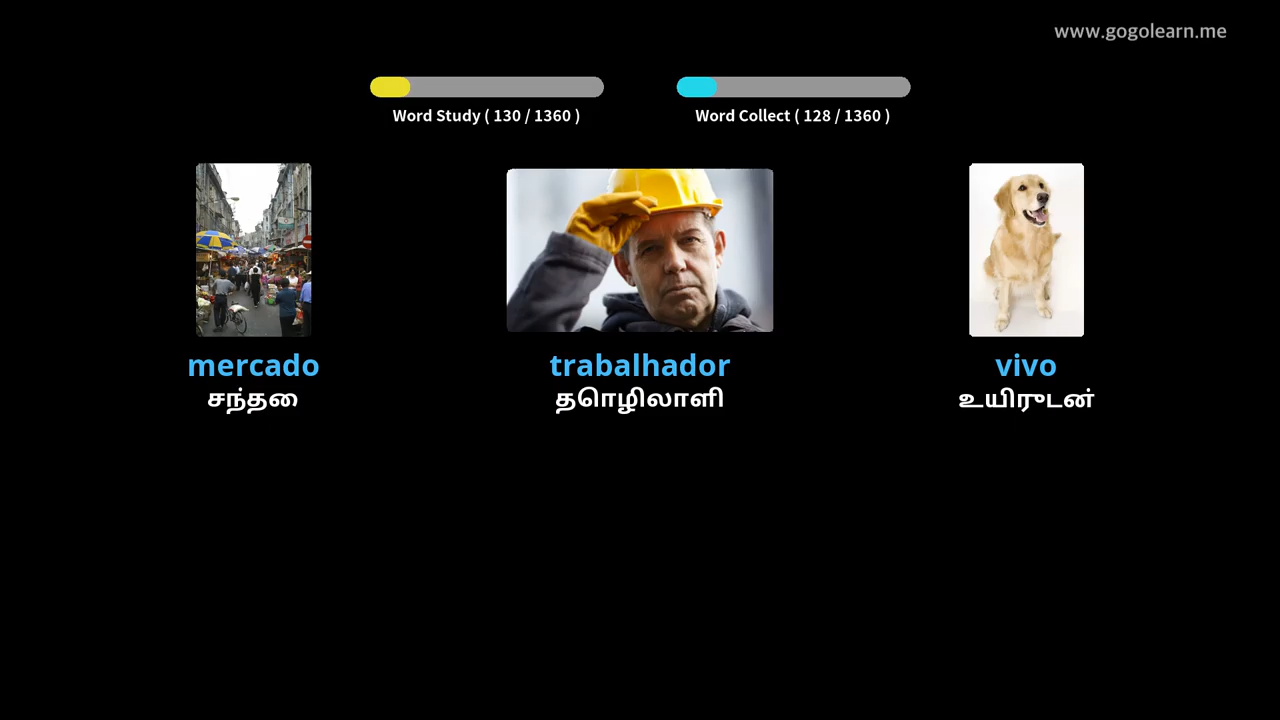 www.gogolearn.me
Word Study ( 130 / 1360 )
Word Collect ( 128 / 1360 )
mercado
சந்தை
trabalhador
தொழிலாளி
vivo
உயிருடன்